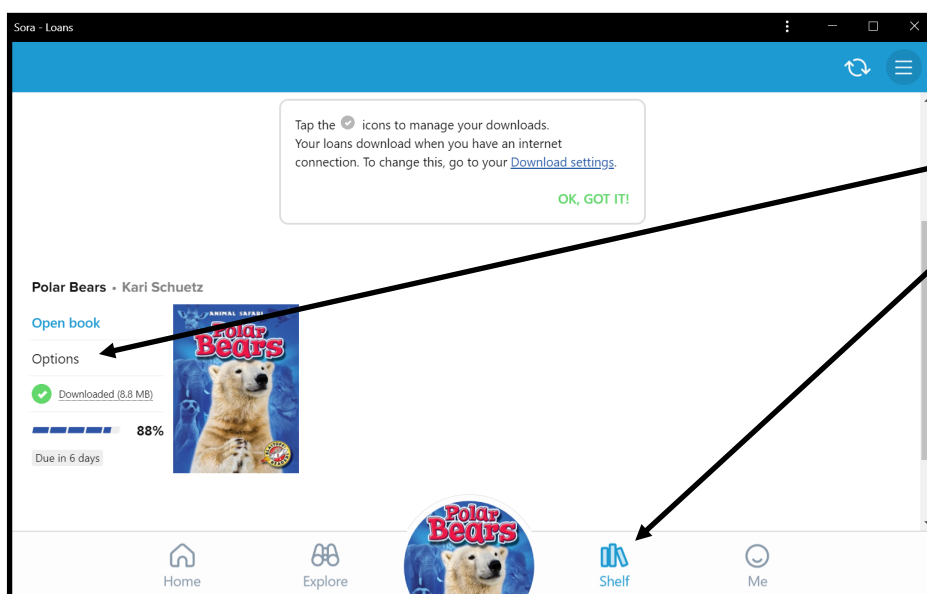 Sora - Loans
Tap the icons to manage your downloads.
Your loans download when you have an internet
connection. To change this, go to your Download settings.
OK, GOT IT!
Polar Bears • Kari Schuetz
Open book
Options
Downloaded (8.8 MB)
88%
Due in 6 days
ANIMAL SAFARI
Polar
Bears
Polar
Bears
Home
Explore
Shelf
Me